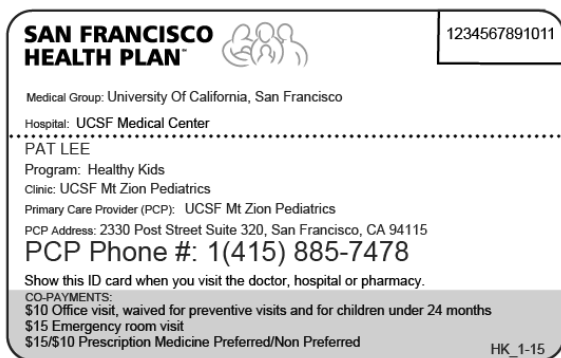 SAN FRANCISCO
HEALTH PLAN™
1234567891011
Medical Group: University Of California, San Francisco
Hospital: UCSF Medical Center
PAT LEE
Program: Healthy Kids
Clinic: UCSF Mt Zion Pediatrics
Primary Care Provider (PCP): UCSF Mt Zion Pediatrics
PCP Address: 2330 Post Street Suite 320, San Francisco, CA 94115
PCP Phone #: 1(415) 885-7478
Show this ID card when you visit the doctor, hospital or pharmacy.
CO-PAYMENTS:
$10 Office visit, waived for preventive visits and for children under 24 months
$15 Emergency room visit
$15/$10 Prescription Medicine Preferred/Non Preferred
HK_1-15